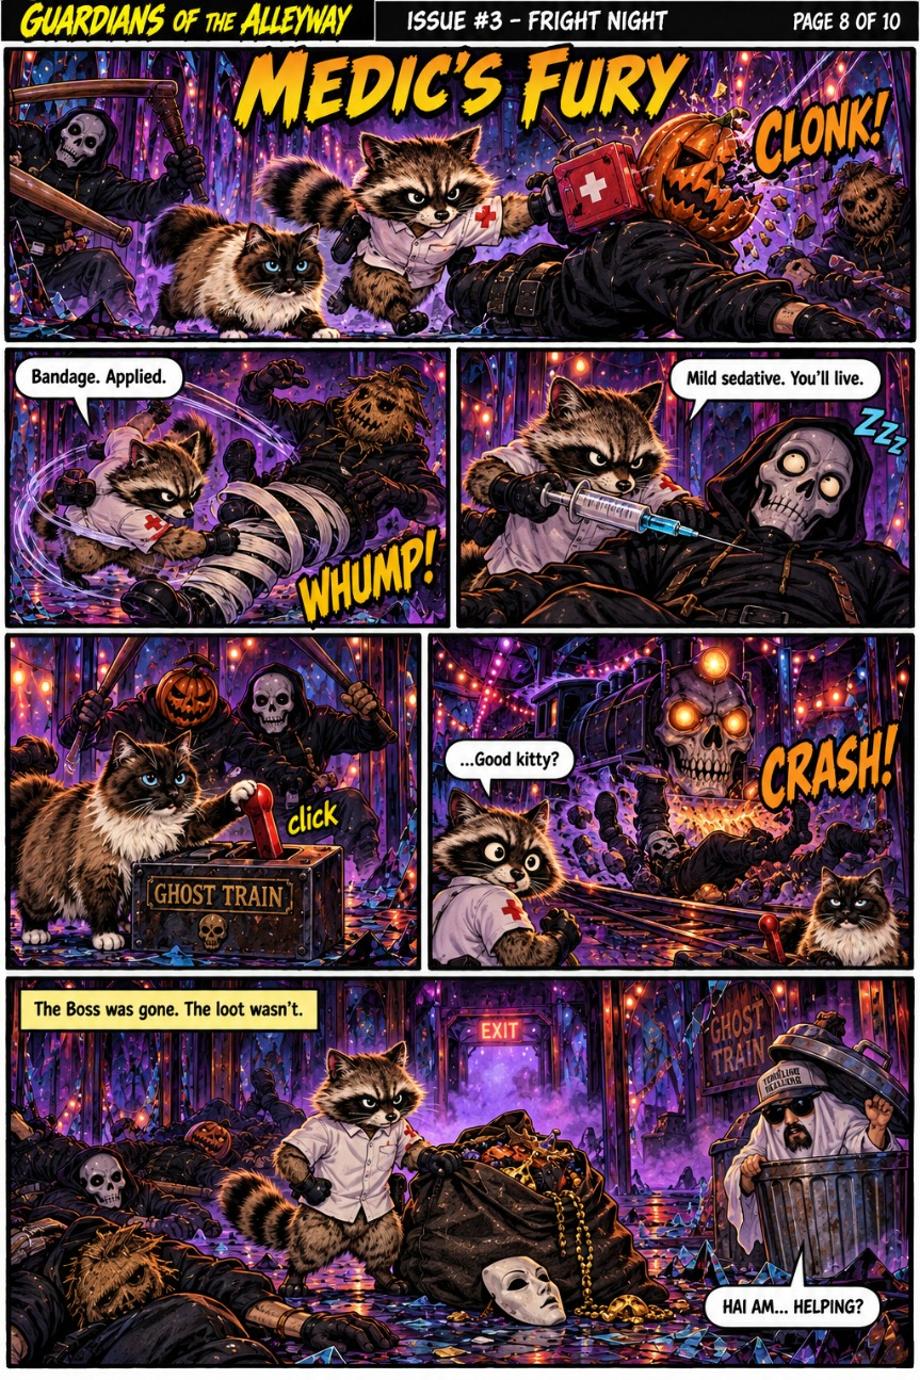 GUARDIANS OF THE ALLEYWAY
ISSUE #3 – FRIGHT NIGHT
PAGE 8 OF 10
MEDIC'S FURY
CLONK!
Bandage. Applied.
WHUMP!
Mild sedative. You'll live.
ZZZ
click
GHOST TRAIN
...Good kitty?
CRASH!
The Boss was gone. The loot wasn't.
EXIT
GHOST
TRAIN
HAI AM... HELPING?